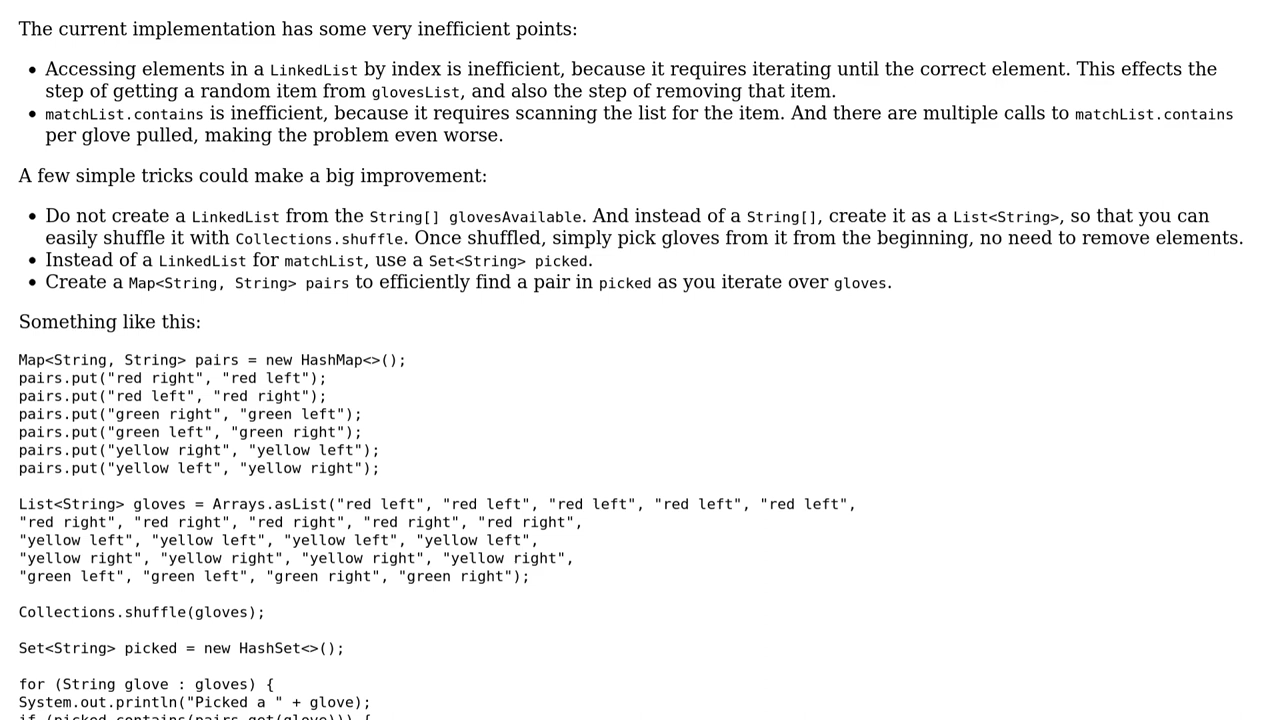 The current implementation has some very inefficient points:
• Accessing elements in a LinkedList by index is inefficient, because it requires iterating until the correct element. This effects the
step of getting a random item from glovesList, and also the step of removing that item.
• matchList.contains is inefficient, because it requires scanning the list for the item. And there are multiple calls to matchList.contains
per glove pulled, making the problem even worse.
A few simple tricks could make a big improvement:
• Do not create a LinkedList from the String[] glovesAvailable. And instead of a String[], create it as a List<String>, so that you can
easily shuffle it with Collections.shuffle. Once shuffled, simply pick gloves from it from the beginning, no need to remove elements.
• Instead of a LinkedList for matchList, use a Set<String> picked.
• Create a Map<String, String> pairs to efficiently find a pair in picked as you iterate over gloves.
Something like this:
Map<String, String> pairs = new HashMap<>();
pairs.put("red right", "red left");
pairs.put("red left", "red right");
pairs.put("green right", "green left");
pairs.put("green left", "green right");
pairs.put("yellow right", "yellow left");
pairs.put("yellow left", "yellow right");
List<String> gloves = Arrays.asList("red left", "red left", "red left", "red left", "red left",
"red right", "red right", "red right", "red right", "red right",
"yellow left", "yellow left", "yellow left", "yellow left",
"yellow right", "yellow right", "yellow right", "yellow right",
"green left", "green left", "green right", "green right");
Collections.shuffle(gloves);
Set<String> picked = new HashSet<>();
for (String glove : gloves) {
System.out.println("Picked a " + glove);
if (picked.contains(pairs.get(glove))) {